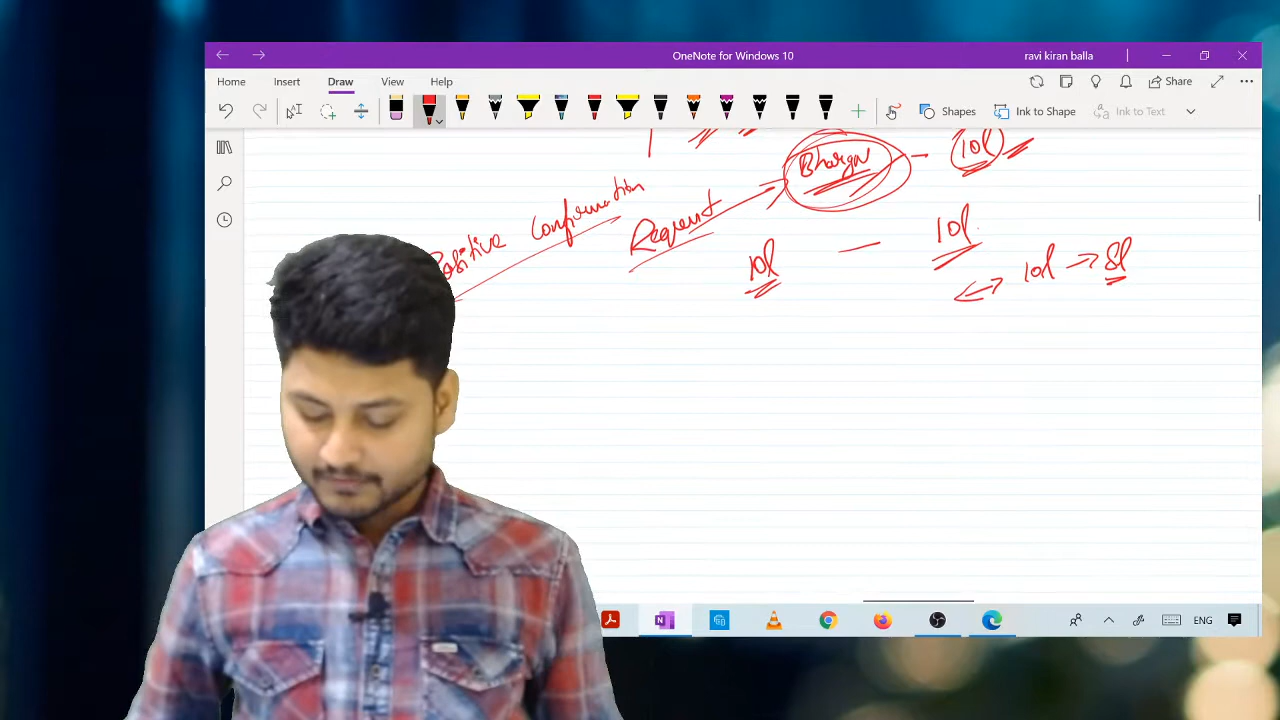 OneNote for Windows 10
ravi kiran balla
Home Insert Draw View Help
Share
Shapes Ink to Shape Ink to Text
Bhargv - 10l
Positive Confirmation
Request
10l - 10l
10l → 8l
ENG